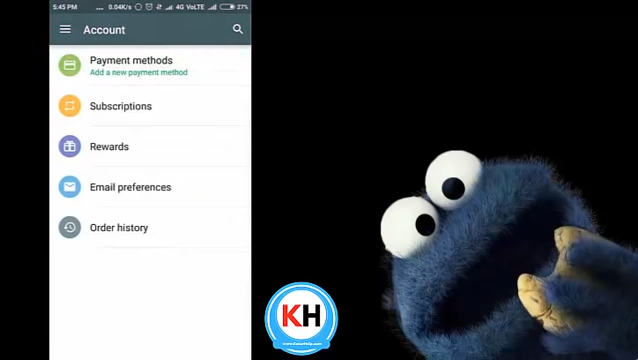 5:45 PM ... 0.04K/s 4G VoLTE 27%
Account
Payment methods
Add a new payment method
Subscriptions
Rewards
Email preferences
Order history
KH